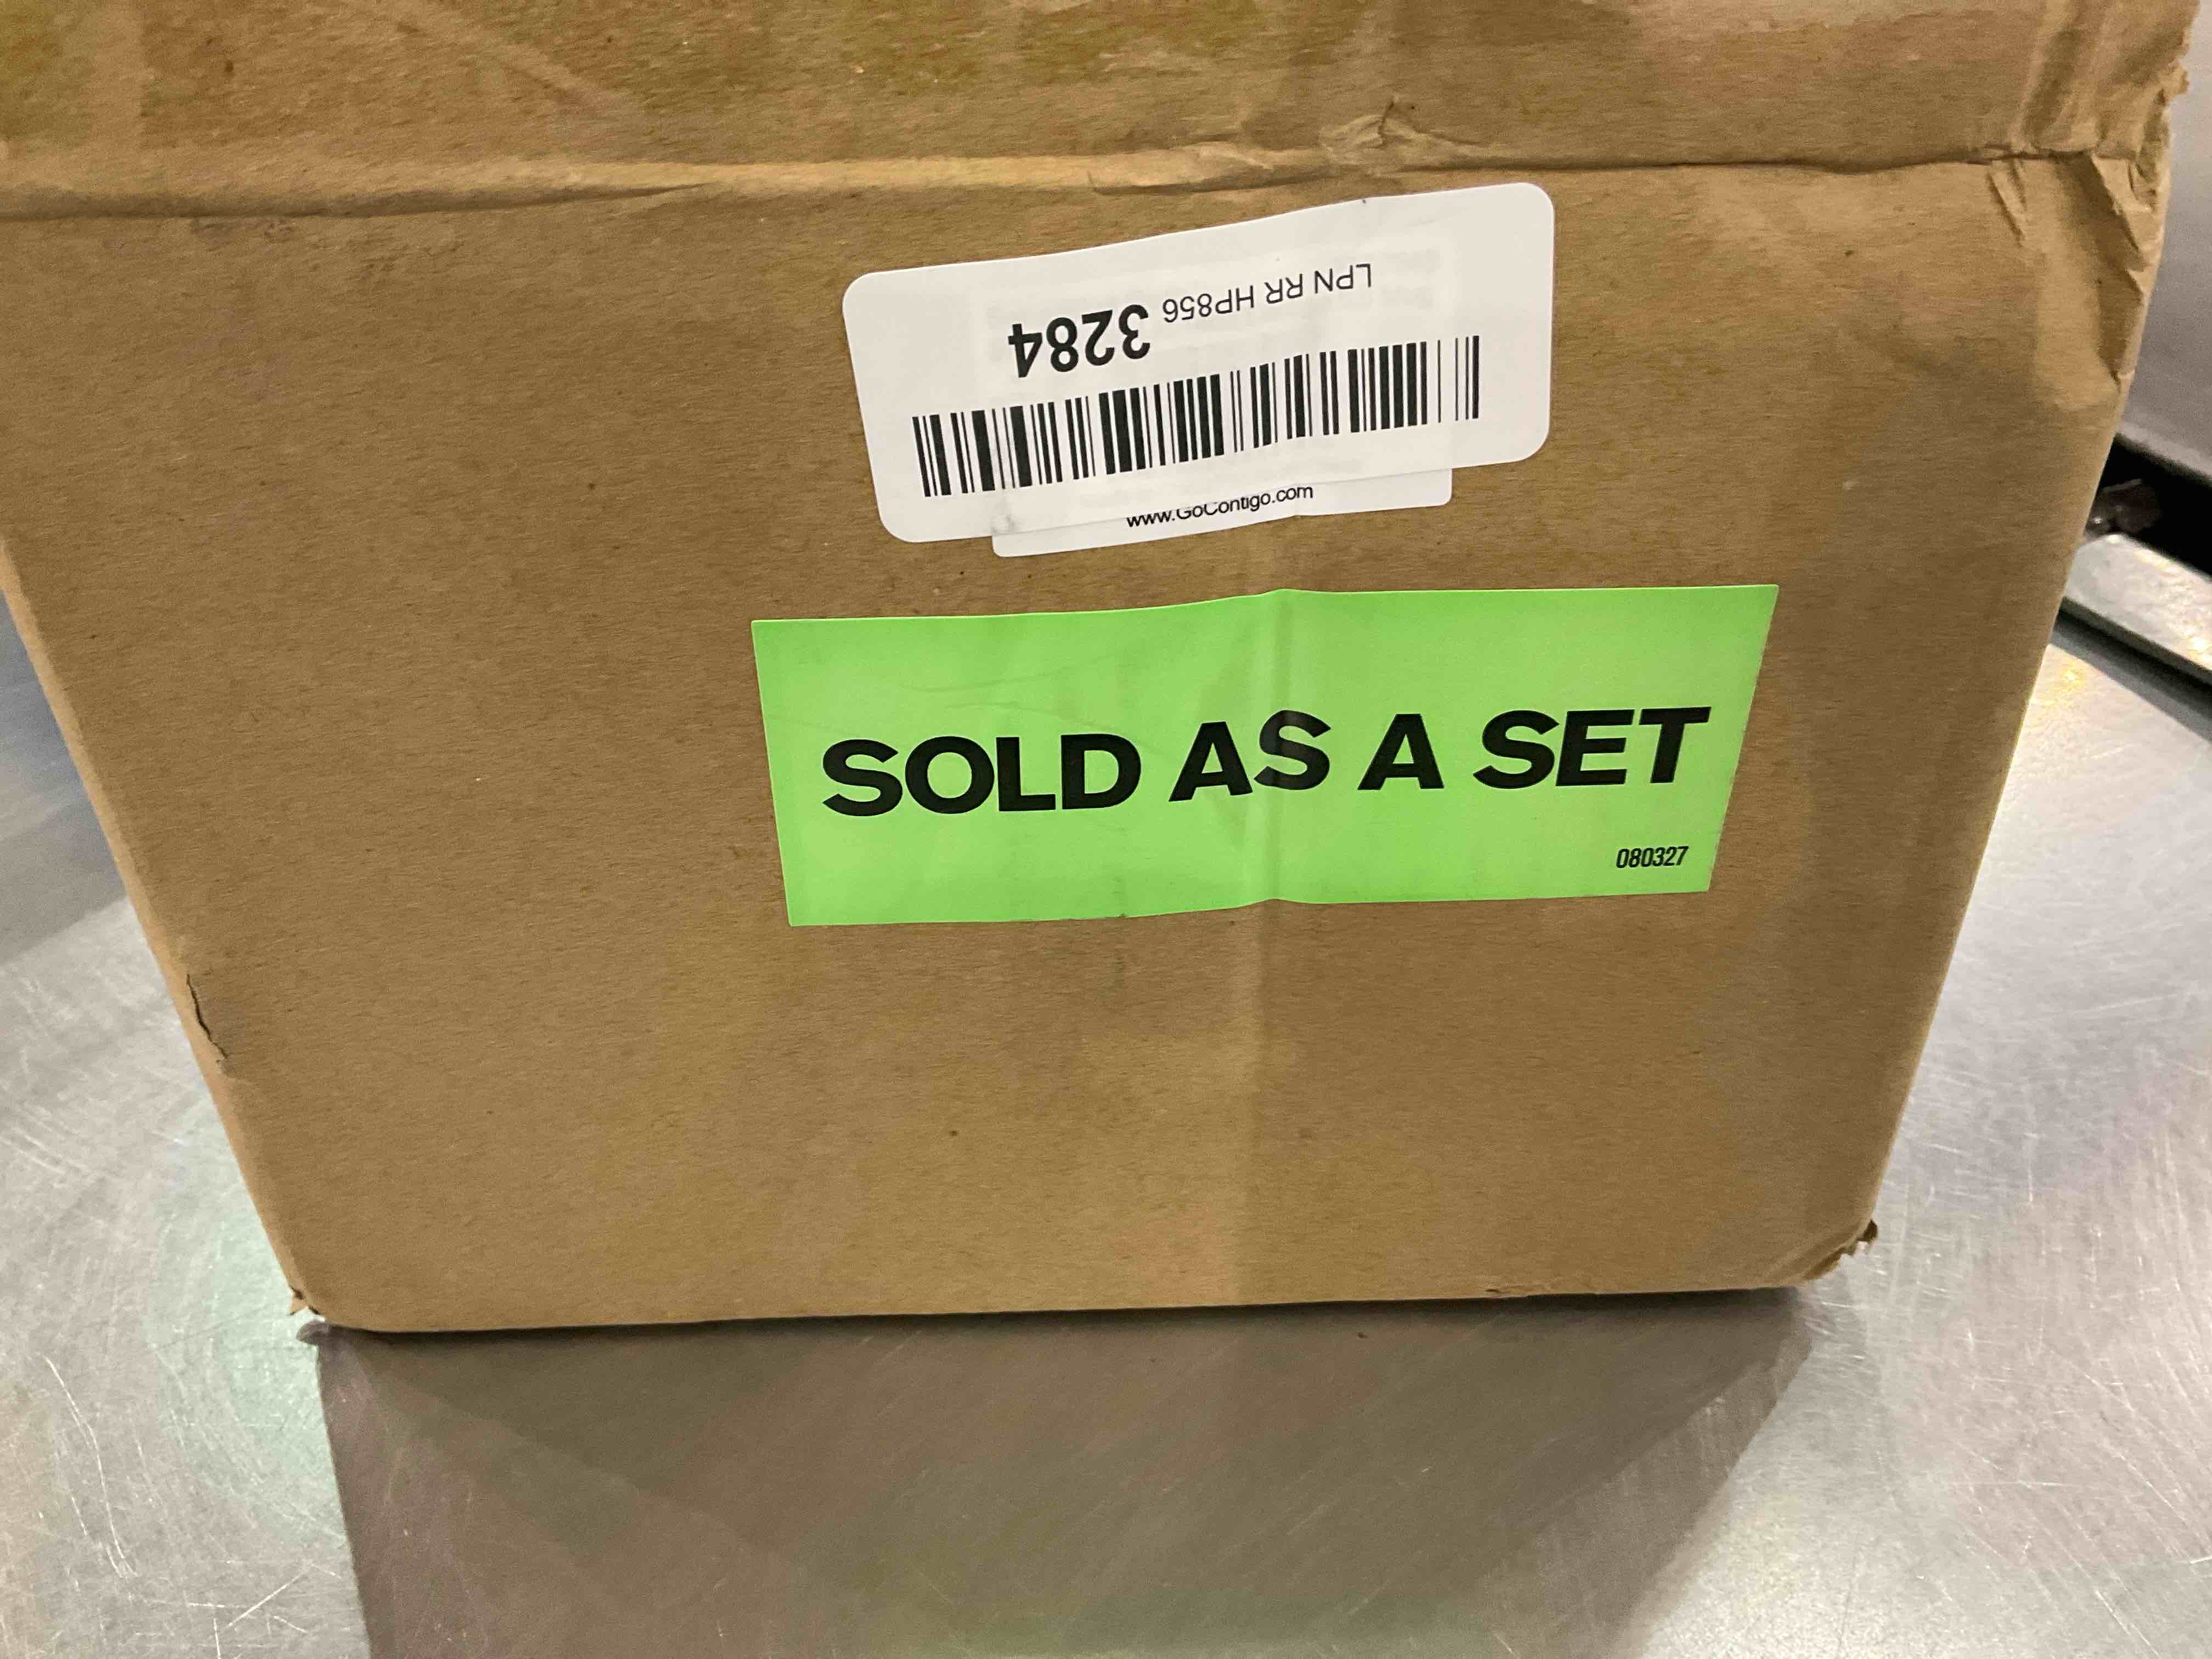 LPN RR HP856 3284
www.GoContigo.com
SOLD AS A SET
080327